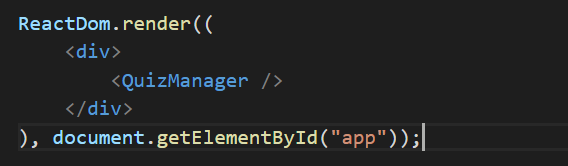 ReactDom.render((
    <div>
        <QuizManager />
    </div>
), document.getElementById("app"));